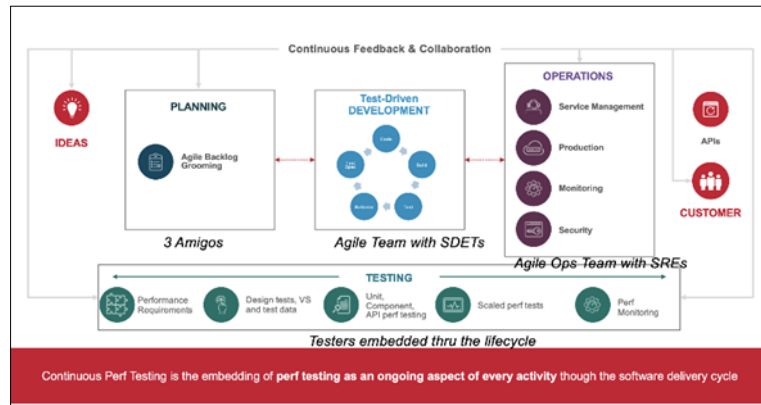 Continuous Feedback & Collaboration
IDEAS
PLANNING
Agile Backlog
Grooming
3 Amigos
Test-Driven
DEVELOPMENT
Code
Build
Test
Release
Agile Team with SDETs
OPERATIONS
Service Management
Production
Monitoring
Security
Agile Ops Team with SREs
APIs
CUSTOMER
TESTING
Performance
Requirements
Design tests, VS
and test data
Unit,
Component,
API perf testing
Scaled perf tests
Perf
Monitoring
Testers embedded thru the lifecycle
Continuous Perf Testing is the embedding of perf testing as an ongoing aspect of every activity though the software delivery cycle